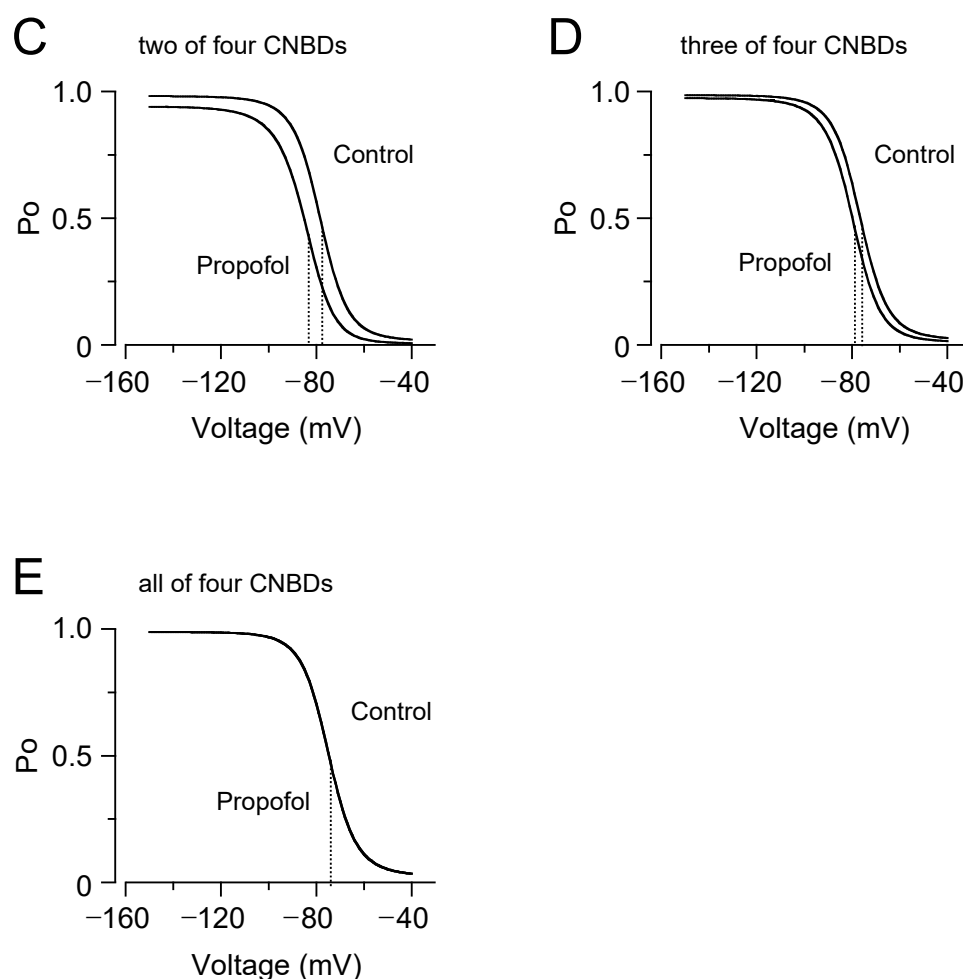 C
two of four CNBDs
1.0
Control
0.5
Po
Propofol
0
−160
−120
−80
−40
Voltage (mV)
D
three of four CNBDs
1.0
Control
0.5
Po
Propofol
0
−160
−120
−80
−40
Voltage (mV)
E
all of four CNBDs
1.0
Control
0.5
Po
Propofol
0
−160
−120
−80
−40
Voltage (mV)